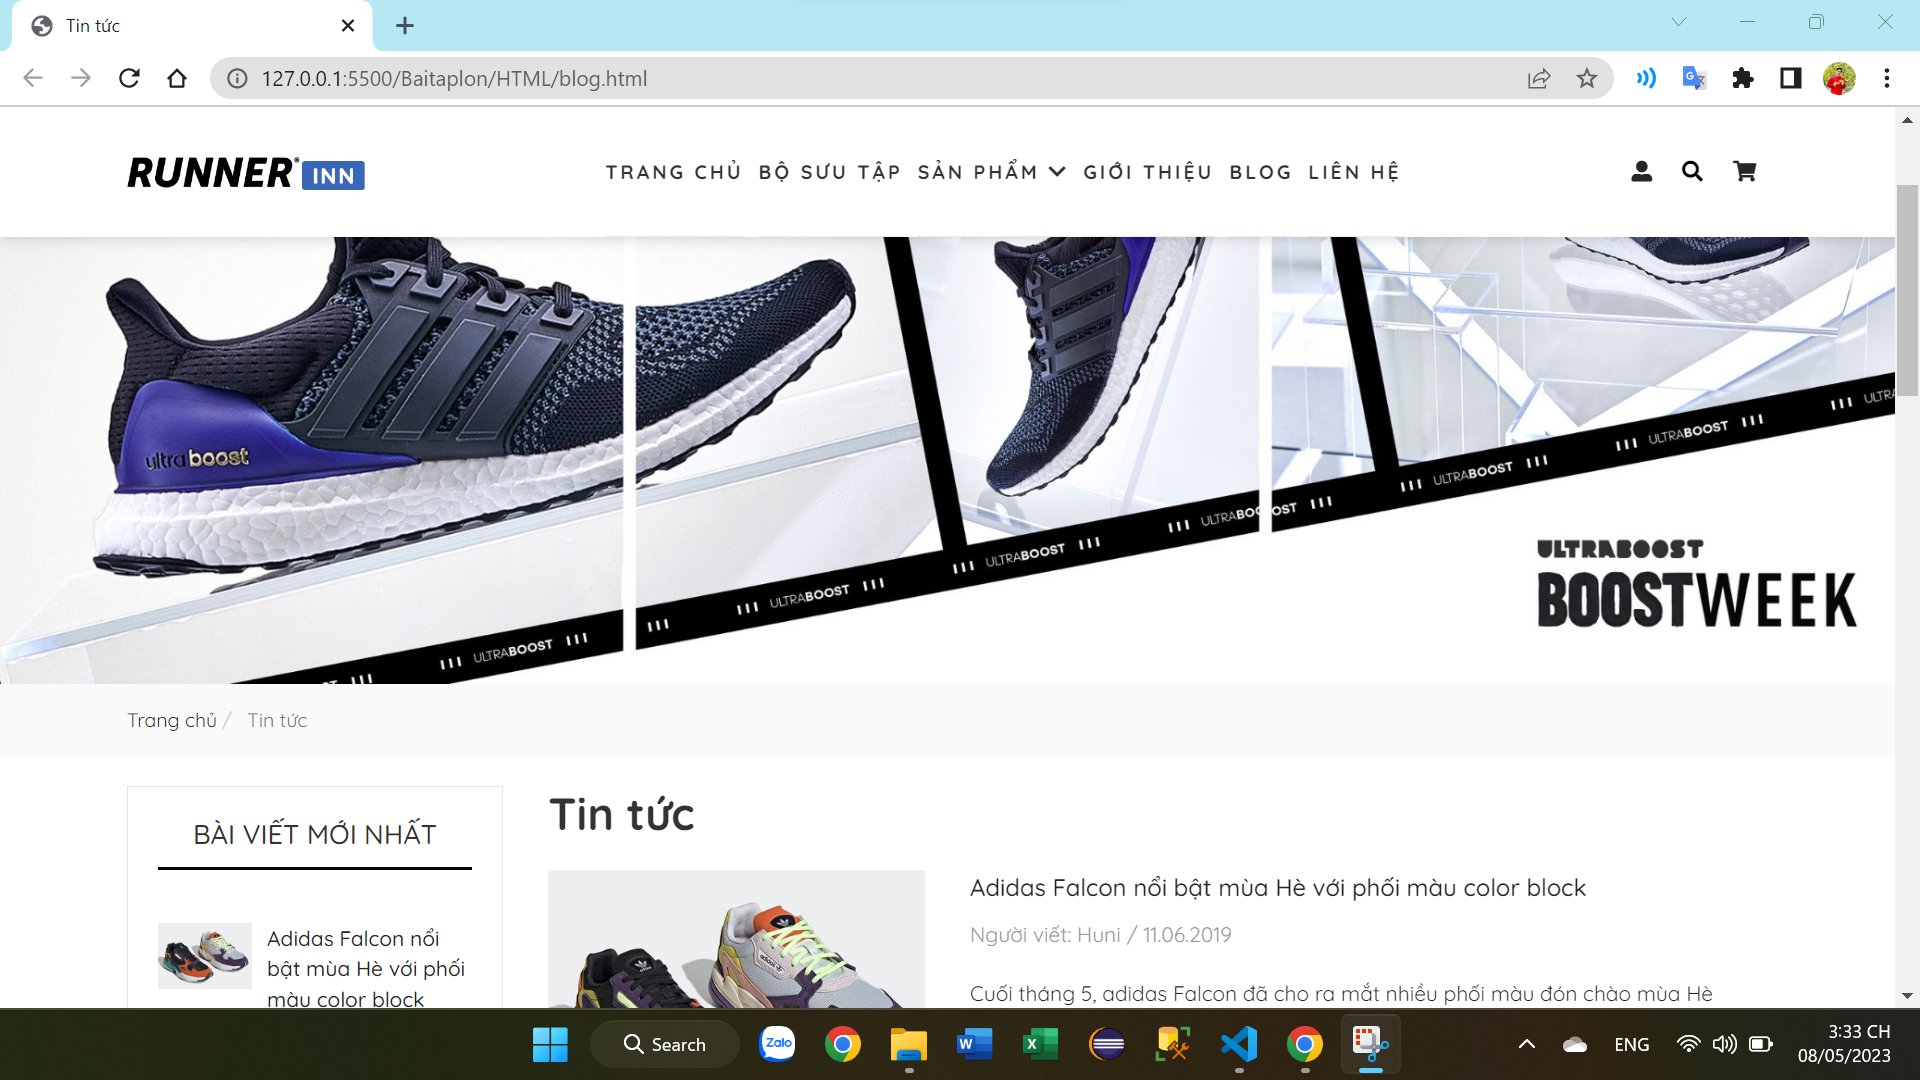 Tin tức
127.0.0.1:5500/Baitaplon/HTML/blog.html
RUNNER® INN
TRANG CHỦ BỘ SƯU TẬP SẢN PHẨM GIỚI THIỆU BLOG LIÊN HỆ
ultraboost
ULTRABOOST
ULTRABOOST
ULTRABOOST
ULTRABOOST
ULTRABOOST
ULTRABOOST
ULTRABOOST
BOOSTWEEK
Trang chủ / Tin tức
BÀI VIẾT MỚI NHẤT
Adidas Falcon nổi
bật mùa Hè với phối
màu color block
Tin tức
Adidas Falcon nổi bật mùa Hè với phối màu color block
Người viết: Huni / 11.06.2019
Cuối tháng 5, adidas Falcon đã cho ra mắt nhiều phối màu đón chào mùa Hè
Search
Zalo
ENG
3:33 CH
08/05/2023